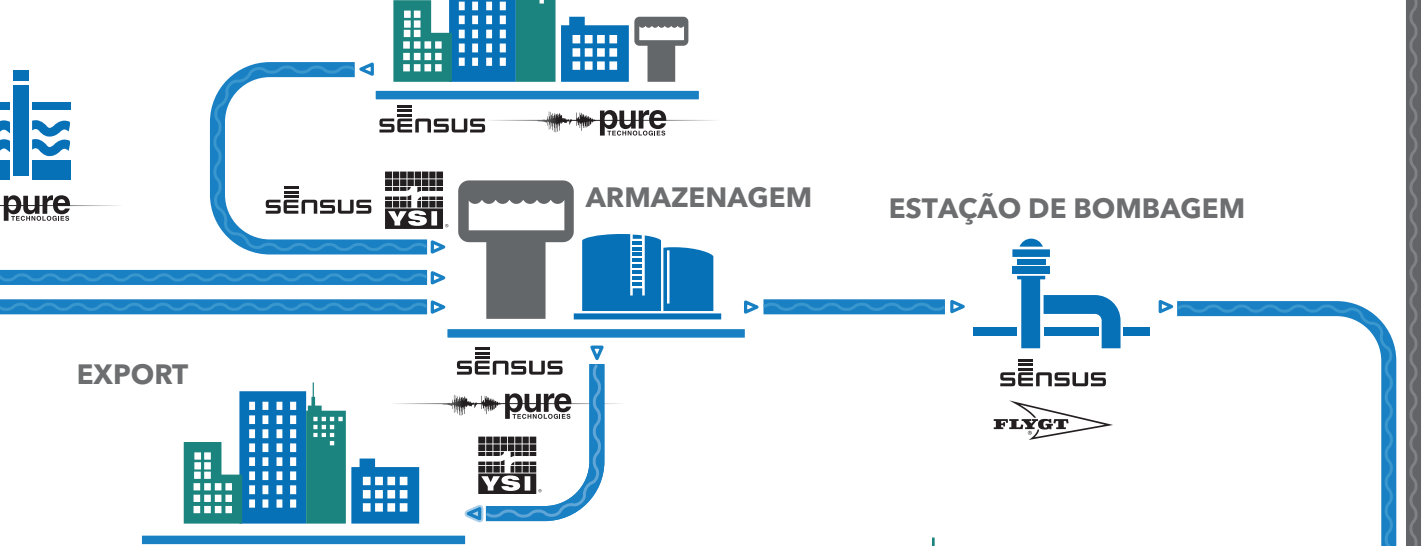 sensus
pure
TECHNOLOGIES
pure
TECHNOLOGIES
sensus
YSI
ARMAZENAGEM
ESTAÇÃO DE BOMBAGEM
EXPORT
sensus
pure
TECHNOLOGIES
YSI
sensus
FLYGT